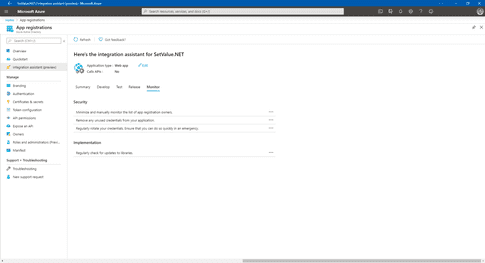 SetValue.NET | Integration assistant (preview) - Microsoft Azure
Microsoft Azure
Search resources, services, and docs (G+/)
Home > App registrations
App registrations
Search (Ctrl+/)
Overview
Quickstart
Integration assistant (preview)
Manage
Branding
Authentication
Certificates & secrets
Token configuration
API permissions
Expose an API
Owners
Roles and administrators (Previ...
Manifest
Support + Troubleshooting
Troubleshooting
New support request
Refresh
Got feedback?
Here's the integration assistant for SetValue.NET
Application type : Web app
Edit
Calls APIs : No
Summary Develop Test Release Monitor
Security
Minimize and manually monitor the list of app registration owners.
Remove any unused credentials from your application.
Regularly rotate your credentials. Ensure that you can do so quickly in an emergency.
Implementation
Regularly check for updates to libraries.